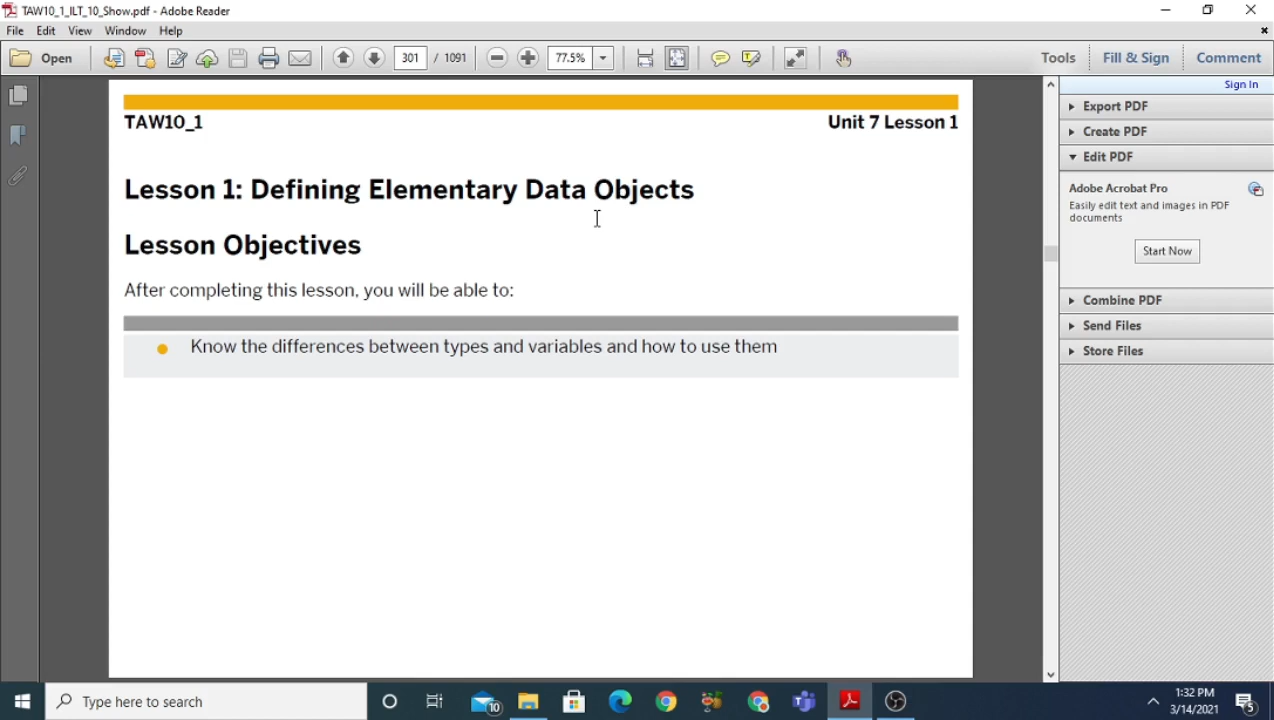 TAW10_1_ILT_10_Show.pdf - Adobe Reader
File Edit View Window Help
Open 301 / 1091 77.5% Tools Fill & Sign Comment
Sign In
TAW10_1 Unit 7 Lesson 1
Lesson 1: Defining Elementary Data Objects
Lesson Objectives
After completing this lesson, you will be able to:
Know the differences between types and variables and how to use them
Export PDF
Create PDF
Edit PDF
Adobe Acrobat Pro
Easily edit text and images in PDF
documents
Start Now
Combine PDF
Send Files
Store Files
Type here to search
10
1:32 PM
3/14/2021
5